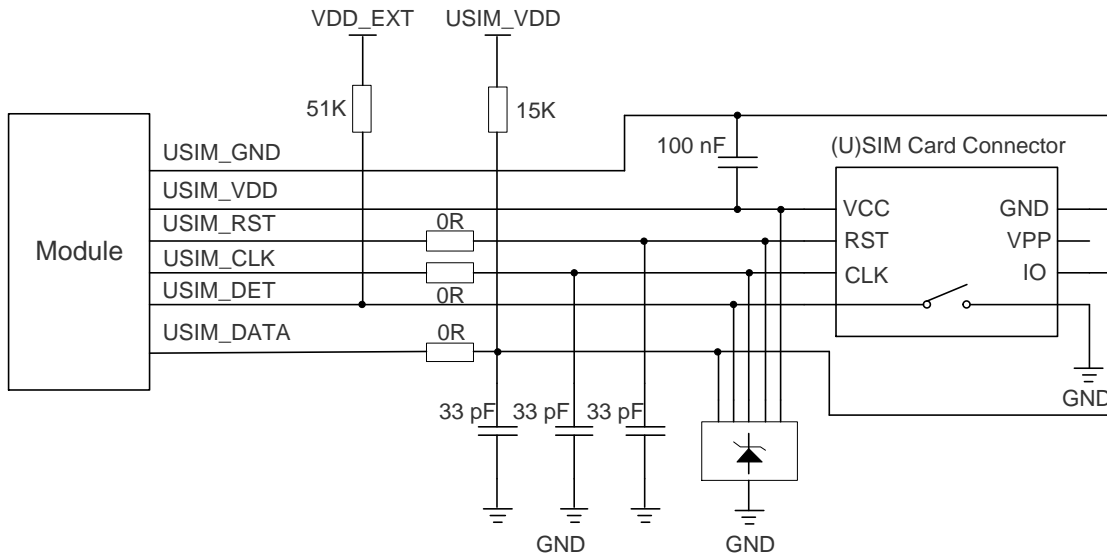 VDD_EXT USIM_VDD
51K 15K
USIM_GND
100 nF
(U)SIM Card Connector
USIM_VDD
VCC GND
USIM_RST
0R
RST VPP
Module
USIM_CLK
CLK IO
USIM_DET
0R
USIM_DATA
0R
GND
33 pF 33 pF 33 pF
GND GND